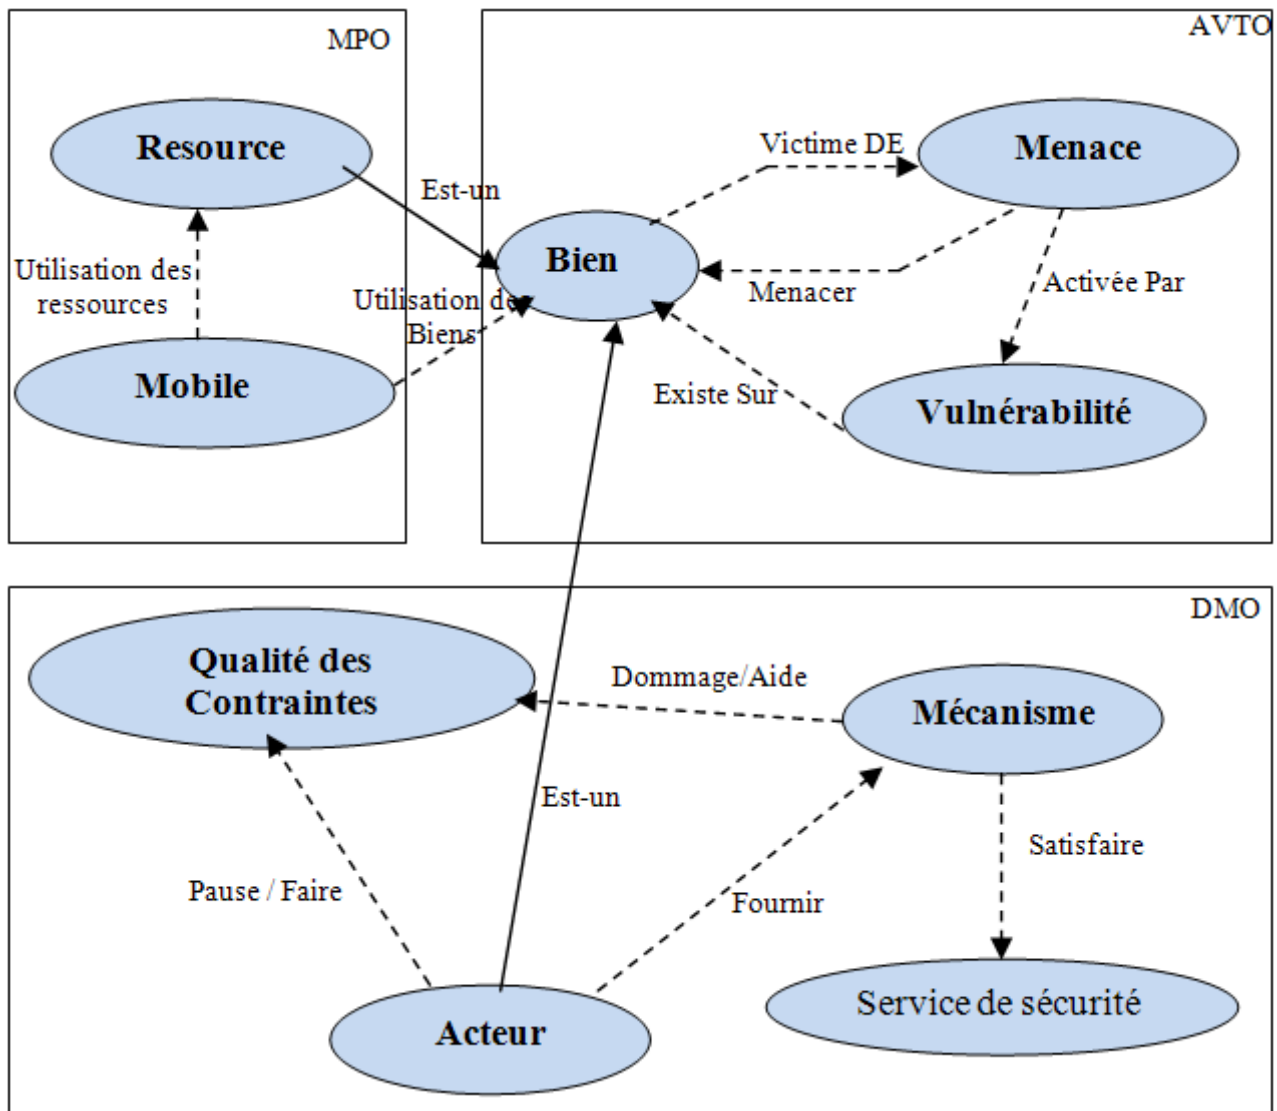 MPO
AVTO
Resource
Est-un
Victime DE
Menace
Bien
Utilisation des
ressources
Utilisation des
Biens
Menacer
Activée Par
Mobile
Existe Sur
Vulnérabilité
DMO
Qualité des
Contraintes
Dommage/Aide
Mécanisme
Est-un
Satisfaire
Pause / Faire
Fournir
Service de sécurité
Acteur